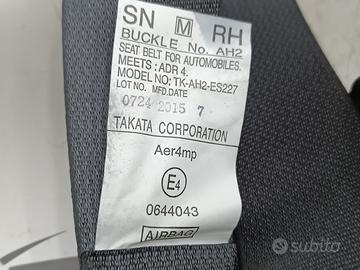 SN M RH
BUCKLE No. AH2
SEAT BELT FOR AUTOMOBILES.
MEETS: ADR 4.
MODEL NO: TK-AH2-ES227
LOT NO. MFD.DATE
0724 2015 7
TAKATA CORPORATION
Aer4mp
E4
0644043
AIRBAG
subito